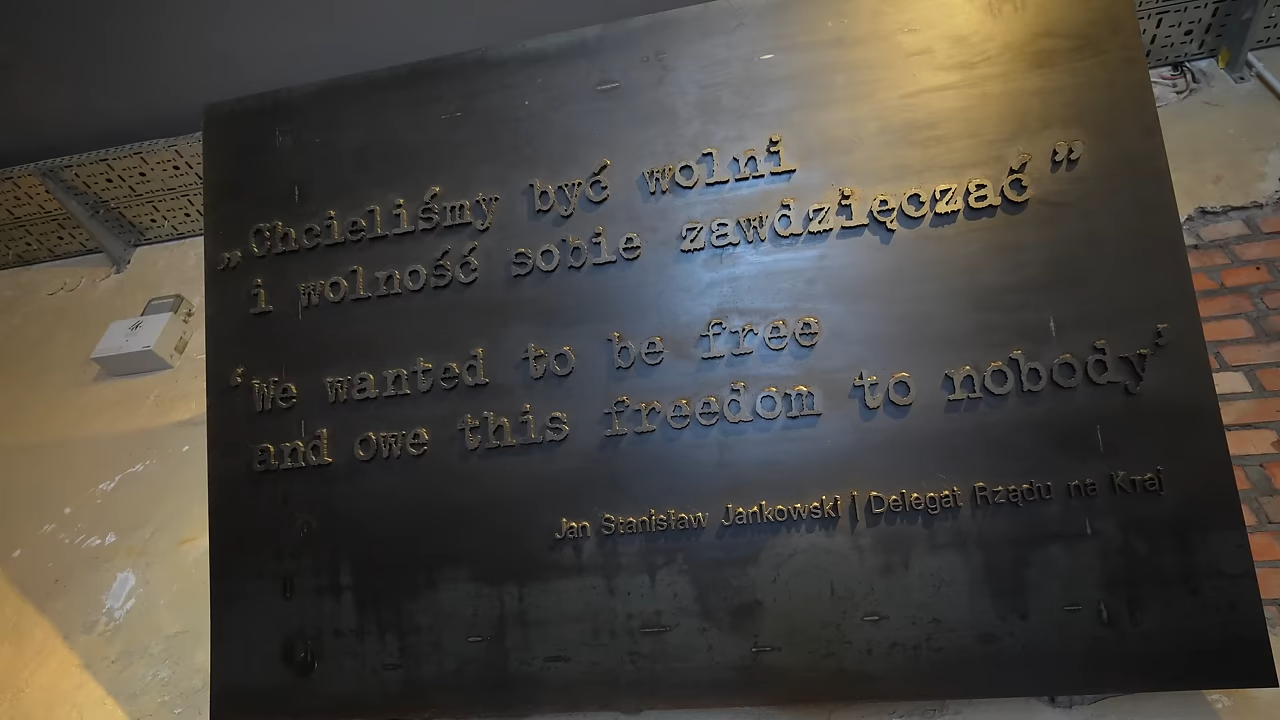 „Chcieliśmy być wolni
i wolność sobie zawdzięczać”
‘We wanted to be free
and owe this freedom to nobody‘
Jan Stanisław Jankowski | Delegat Rządu na Kraj